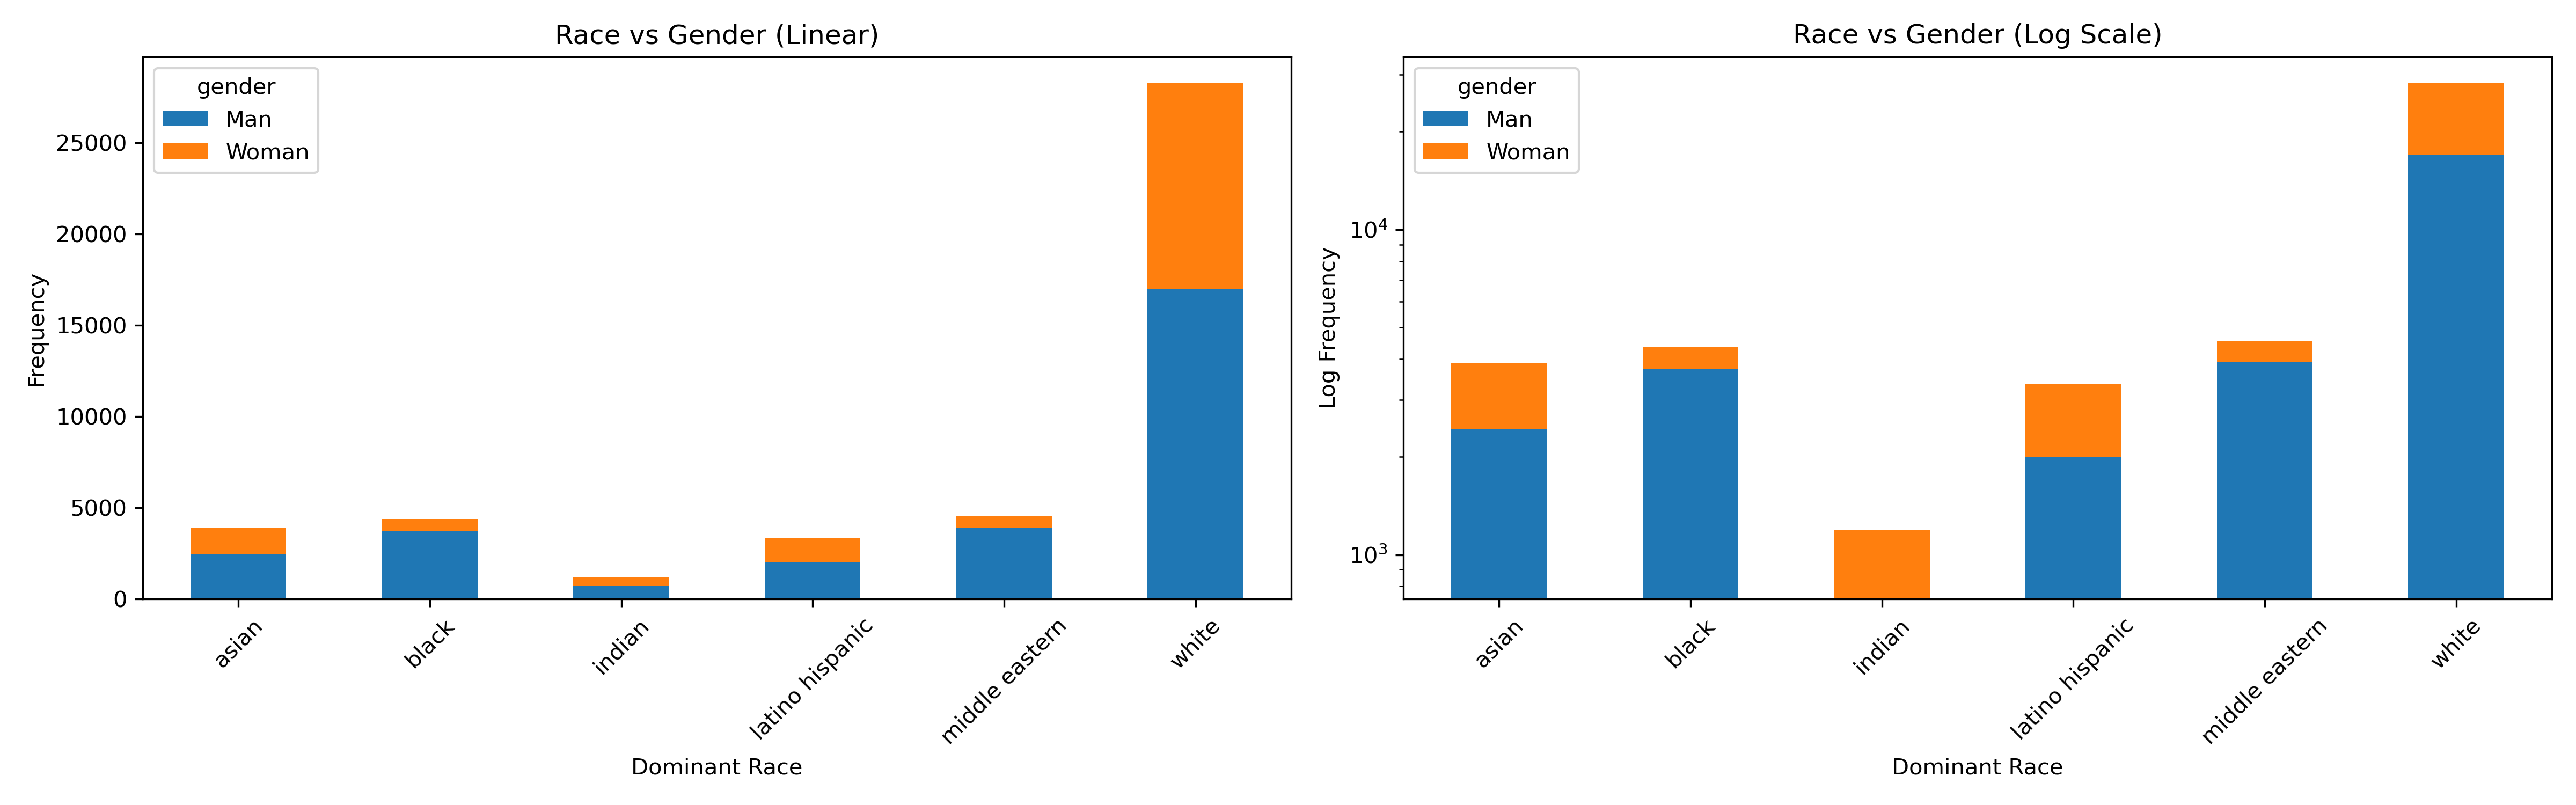 Race vs Gender (Linear)
gender
Man
Woman
Frequency
25000
20000
15000
10000
5000
0
asian
black
indian
latino hispanic
middle eastern
white
Dominant Race
Race vs Gender (Log Scale)
gender
Man
Woman
Log Frequency
10⁴
10³
asian
black
indian
latino hispanic
middle eastern
white
Dominant Race